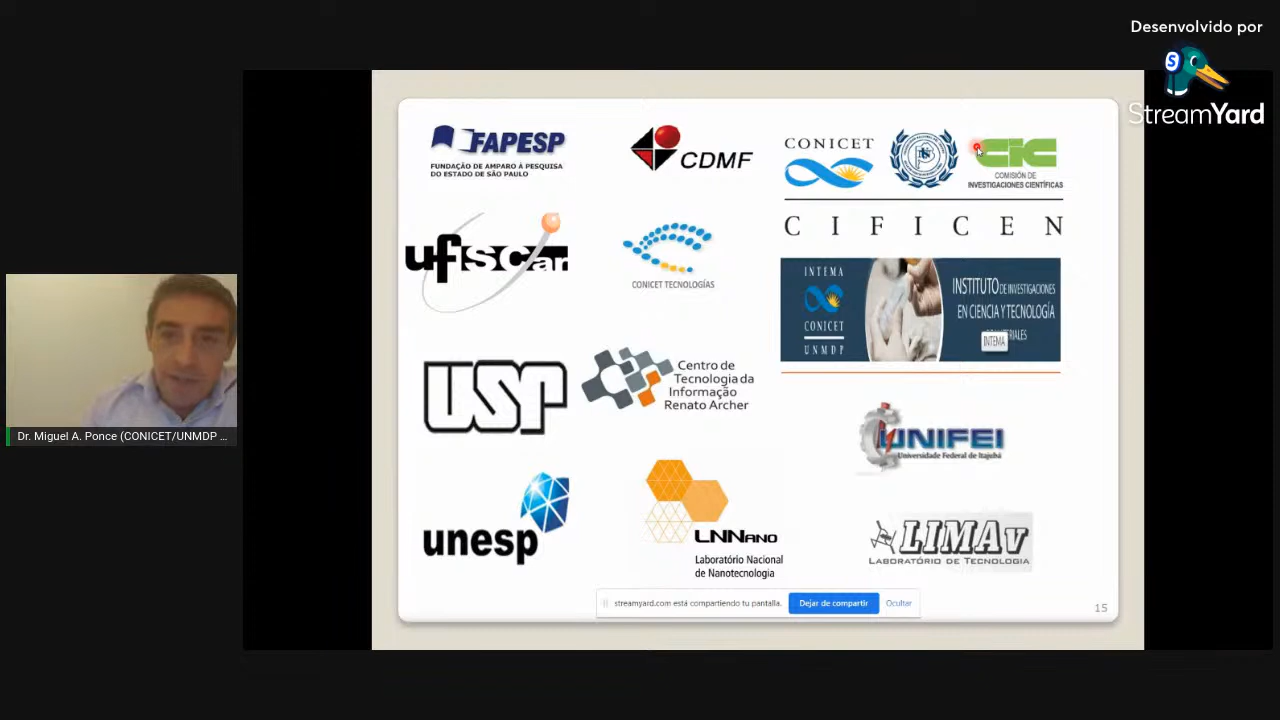 Desenvolvido por
StreamYard
FAPESP
FUNDAÇÃO DE AMPARO À PESQUISA
DO ESTADO DE SÃO PAULO
CDMF
CONICET
CIC
COMISIÓN DE
INVESTIGACIONES CIENTÍFICAS
CIFICEN
ufscar
CONICET TECNOLOGÍAS
INTEMA
CONICET
UNMDP
INSTITUTO DE INVESTIGACIONES
EN CIENCIA Y TECNOLOGÍA
INTEMA
USP
Centro de
Tecnologia da
Informação
Renato Archer
UNIFEI
Universidade Federal de Itajubá
unesp
LNNano
Laboratório Nacional
de Nanotecnologia
LIMAv
LABORATÓRIO DE TECNOLOGIA
streamyard.com está compartiendo tu pantalla.
Dejar de compartir
Ocultar
15
Dr. Miguel A. Ponce (CONICET/UNMDP ...